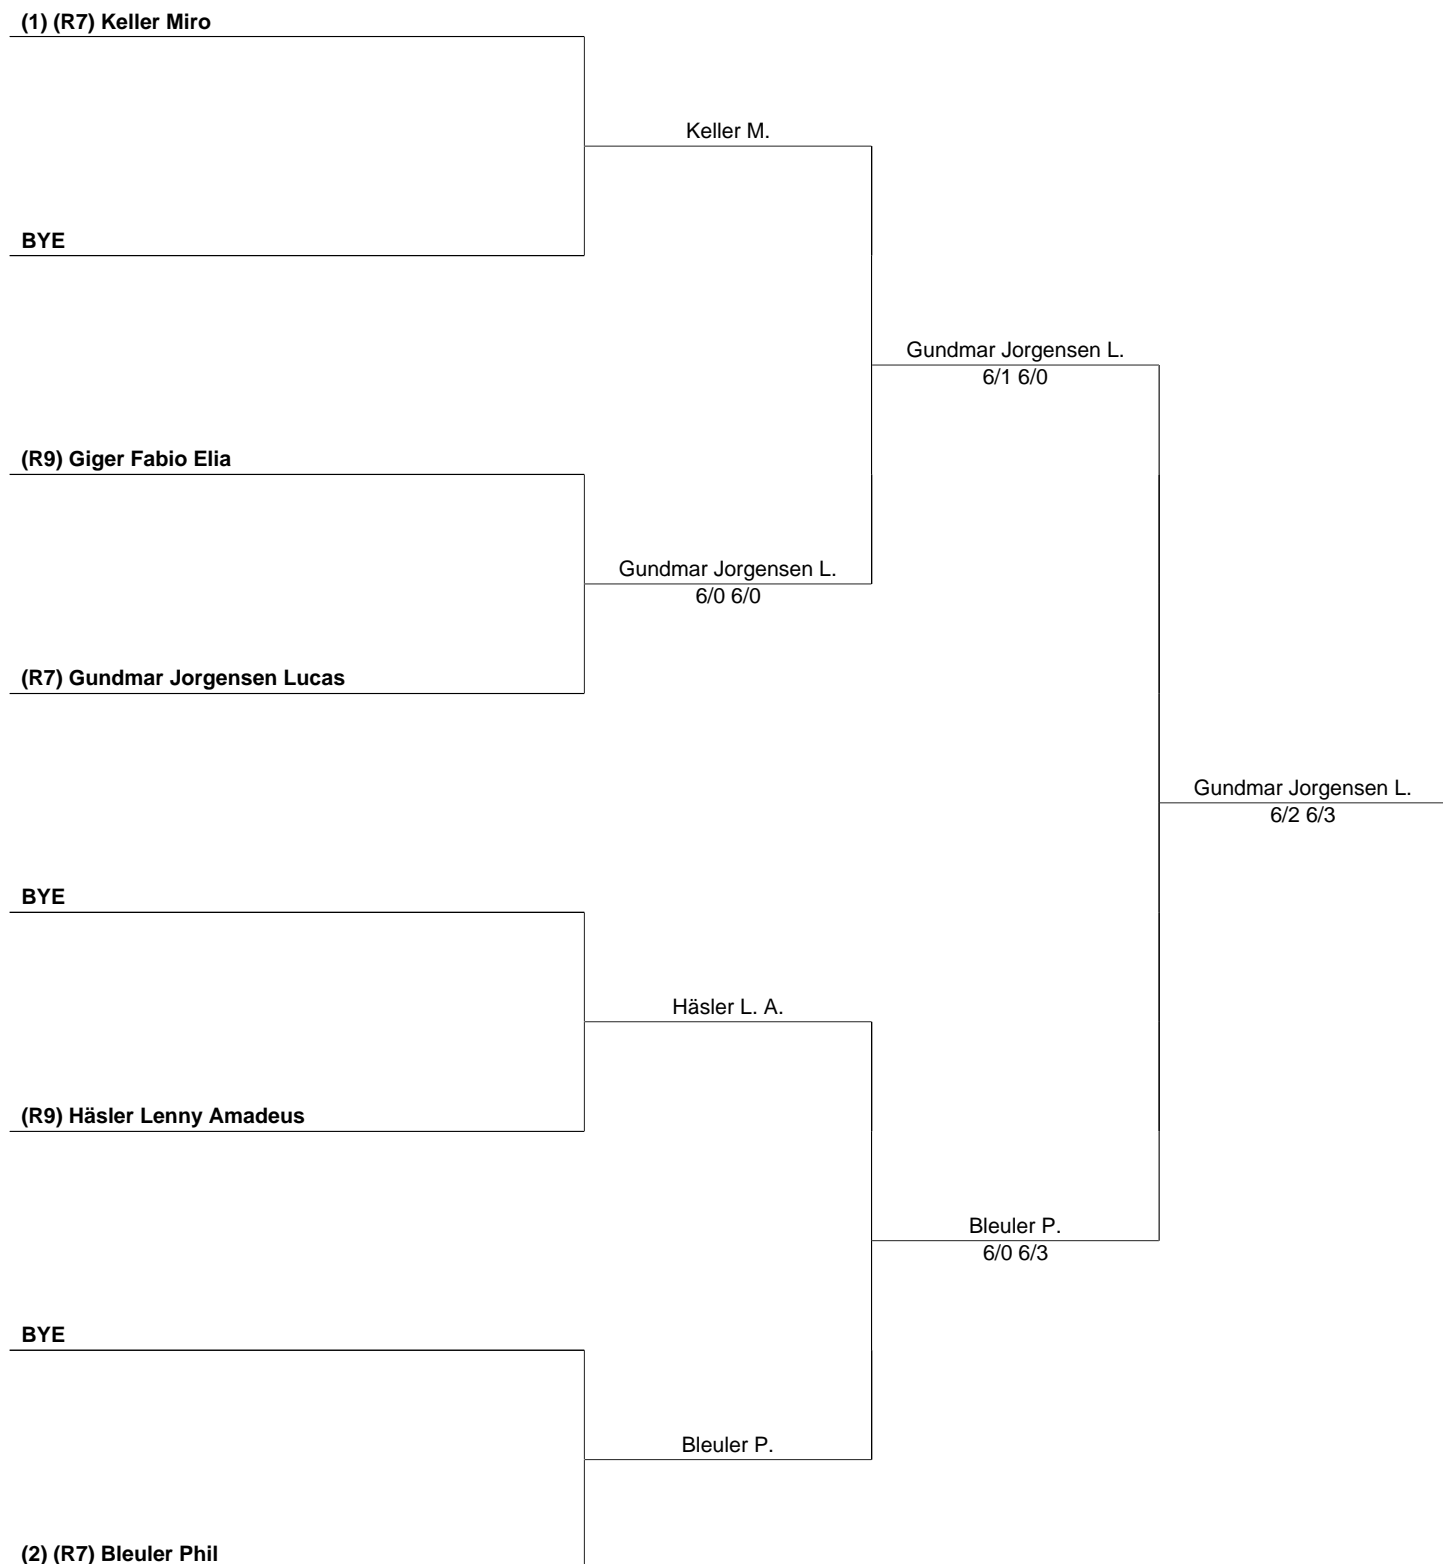 (1) (R7) Keller Miro
Keller M.
BYE
Gundmar Jorgensen L.
6/1 6/0
(R9) Giger Fabio Elia
Gundmar Jorgensen L.
6/0 6/0
(R7) Gundmar Jorgensen Lucas
Gundmar Jorgensen L.
6/2 6/3
BYE
Häsler L. A.
(R9) Häsler Lenny Amadeus
Bleuler P.
6/0 6/3
BYE
Bleuler P.
(2) (R7) Bleuler Phil